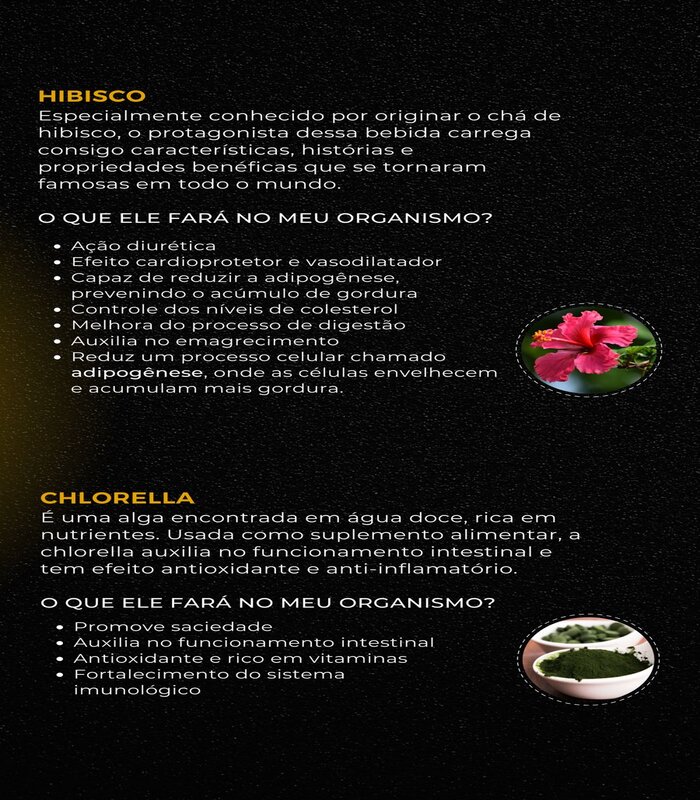 HIBISCO
Especialmente conhecido por originar o chá de
hibisco, o protagonista dessa bebida carrega
consigo características, histórias e
propriedades benéficas que se tornaram
famosas em todo o mundo.
O QUE ELE FARÁ NO MEU ORGANISMO?
• Ação diurética
• Efeito cardioprotetor e vasodilatador
• Capaz de reduzir a adipogênese,
prevenindo o acúmulo de gordura
• Controle dos níveis de colesterol
• Melhora do processo de digestão
• Auxilia no emagrecimento
• Reduz um processo celular chamado
adipogênese, onde as células envelhecem
e acumulam mais gordura.
CHLORELLA
É uma alga encontrada em água doce, rica em
nutrientes. Usada como suplemento alimentar, a
chlorella auxilia no funcionamento intestinal e
tem efeito antioxidante e anti-inflamatório.
O QUE ELE FARÁ NO MEU ORGANISMO?
• Promove saciedade
• Auxilia no funcionamento intestinal
• Antioxidante e rico em vitaminas
• Fortalecimento do sistema
imunológico